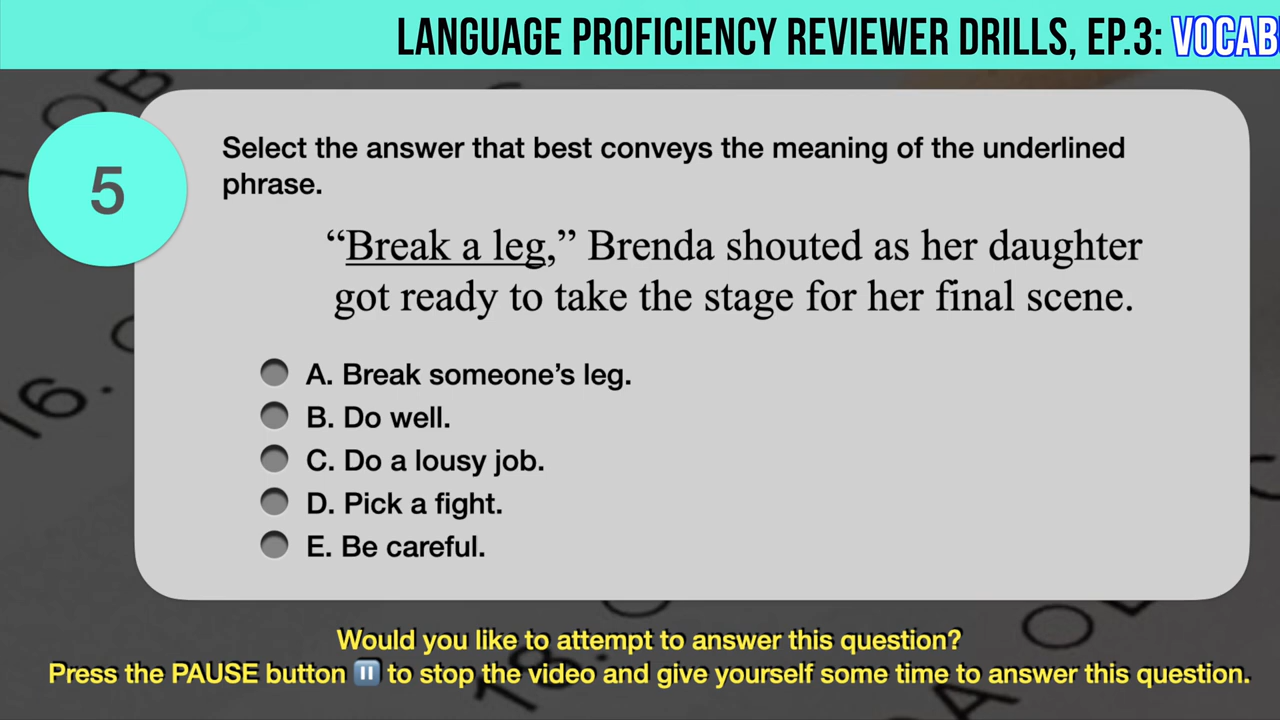 LANGUAGE PROFICIENCY REVIEWER DRILLS, EP.3: VOCAB
5
Select the answer that best conveys the meaning of the underlined
phrase.
“Break a leg,” Brenda shouted as her daughter
got ready to take the stage for her final scene.
A. Break someone’s leg.
B. Do well.
C. Do a lousy job.
D. Pick a fight.
E. Be careful.
16.
18.
Would you like to attempt to answer this question?
Press the PAUSE button ⏸️ to stop the video and give yourself some time to answer this question.